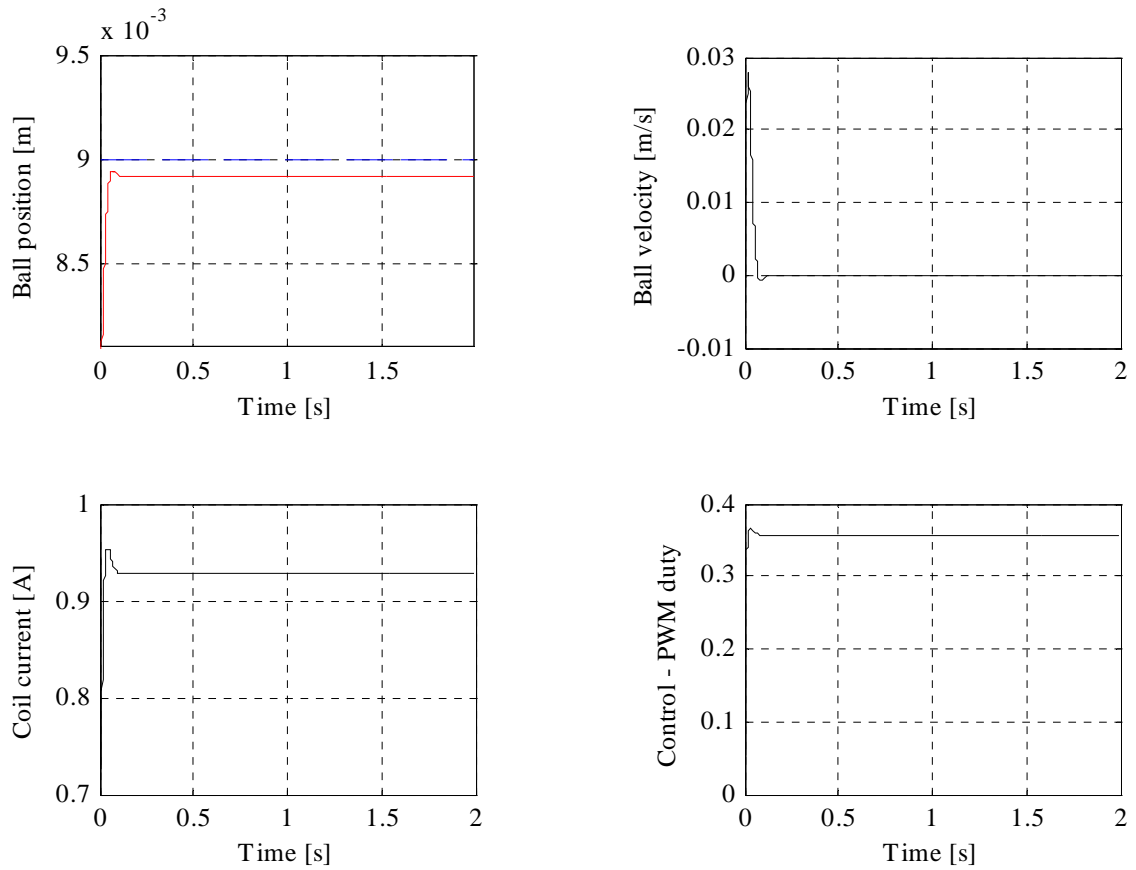 x 10-3
9.5
9
8.5
0 0.5 1 1.5
Time [s]
Ball position [m]
0.03
0.02
0.01
0
-0.01
0 0.5 1 1.5 2
Time [s]
Ball velocity [m/s]
1
0.9
0.8
0.7
0 0.5 1 1.5 2
Time [s]
Coil current [A]
0.4
0.3
0.2
0.1
0
0 0.5 1 1.5 2
Time [s]
Control - PWM duty